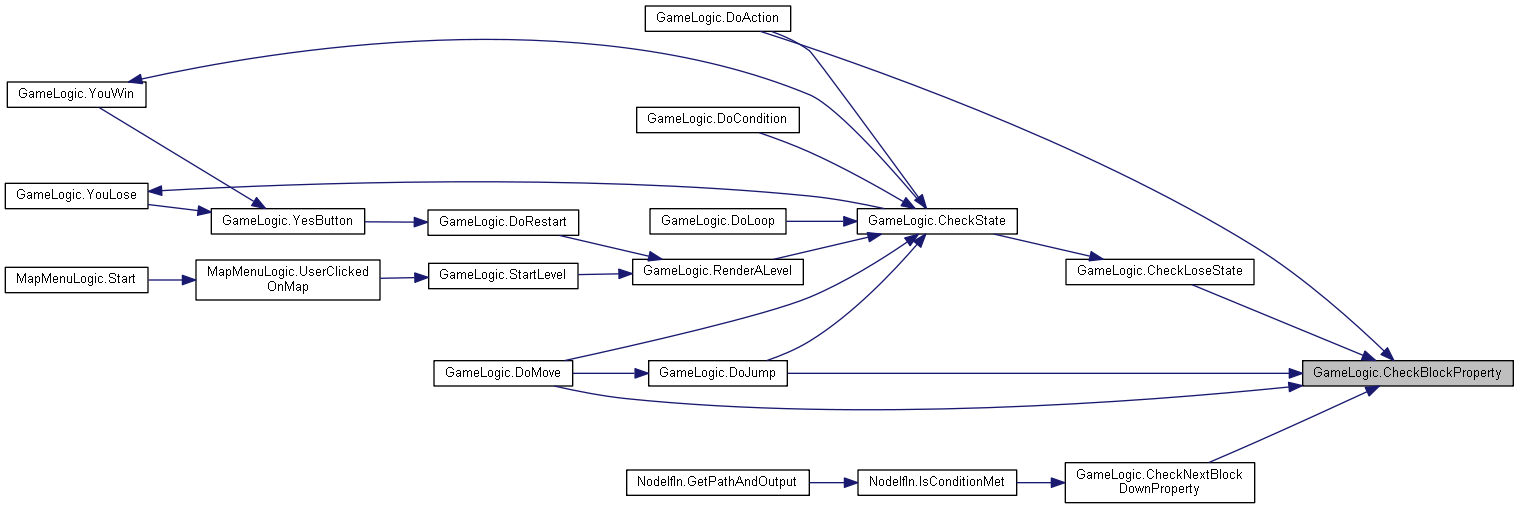 GameLogic.DoAction
GameLogic.YouWin
GameLogic.DoCondition
GameLogic.YouLose
GameLogic.YesButton
GameLogic.DoRestart
GameLogic.DoLoop
GameLogic.CheckState
MapMenuLogic.Start
MapMenuLogic.UserClicked
OnMap
GameLogic.StartLevel
GameLogic.RenderALevel
GameLogic.CheckLoseState
GameLogic.DoMove
GameLogic.DoJump
GameLogic.CheckBlockProperty
NodeIfIn.GetPathAndOutput
NodeIfIn.IsConditionMet
GameLogic.CheckNextBlock
DownProperty